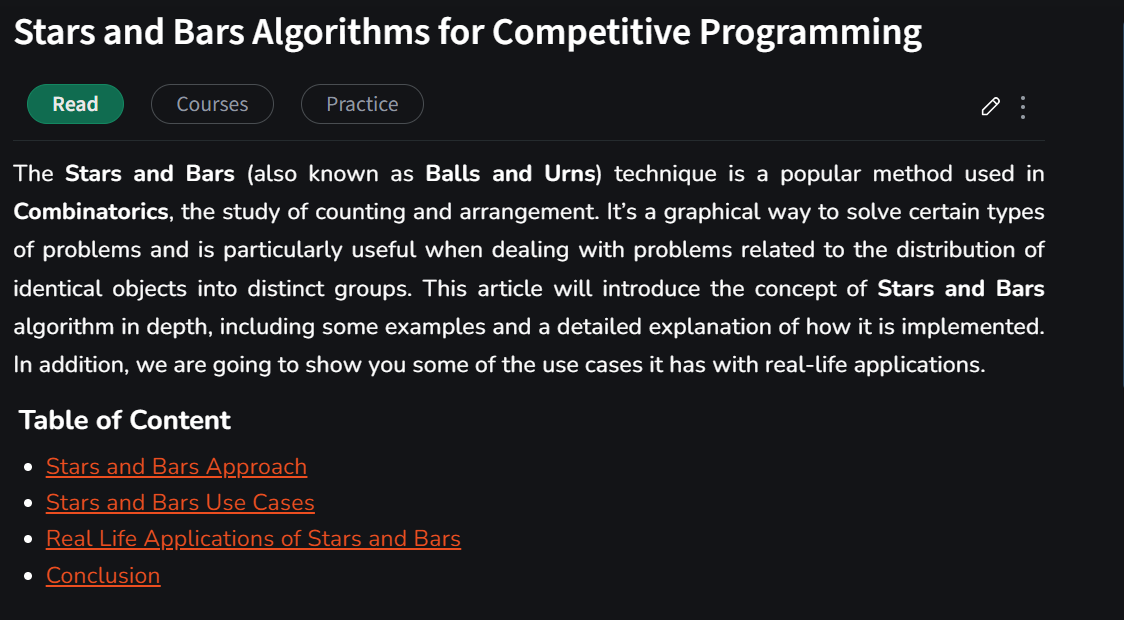 Stars and Bars Algorithms for Competitive Programming
Read
Courses
Practice
The Stars and Bars (also known as Balls and Urns) technique is a popular method used in
Combinatorics, the study of counting and arrangement. It’s a graphical way to solve certain types
of problems and is particularly useful when dealing with problems related to the distribution of
identical objects into distinct groups. This article will introduce the concept of Stars and Bars
algorithm in depth, including some examples and a detailed explanation of how it is implemented.
In addition, we are going to show you some of the use cases it has with real-life applications.
Table of Content
Stars and Bars Approach
Stars and Bars Use Cases
Real Life Applications of Stars and Bars
Conclusion